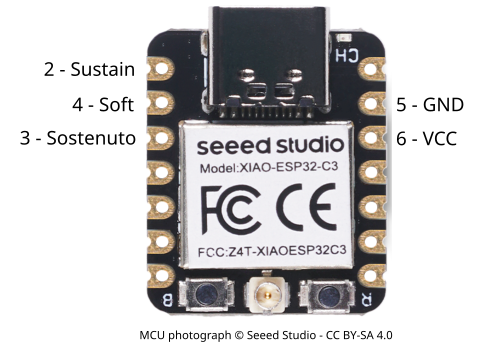 CH
2 - Sustain
4 - Soft
5 - GND
3 - Sostenuto
6 - VCC
seeed studio
Model:XIAO-ESP32-C3
FC CE
FCC:Z4T-XIAOESP32C3
B
R
MCU photograph © Seeed Studio - CC BY-SA 4.0